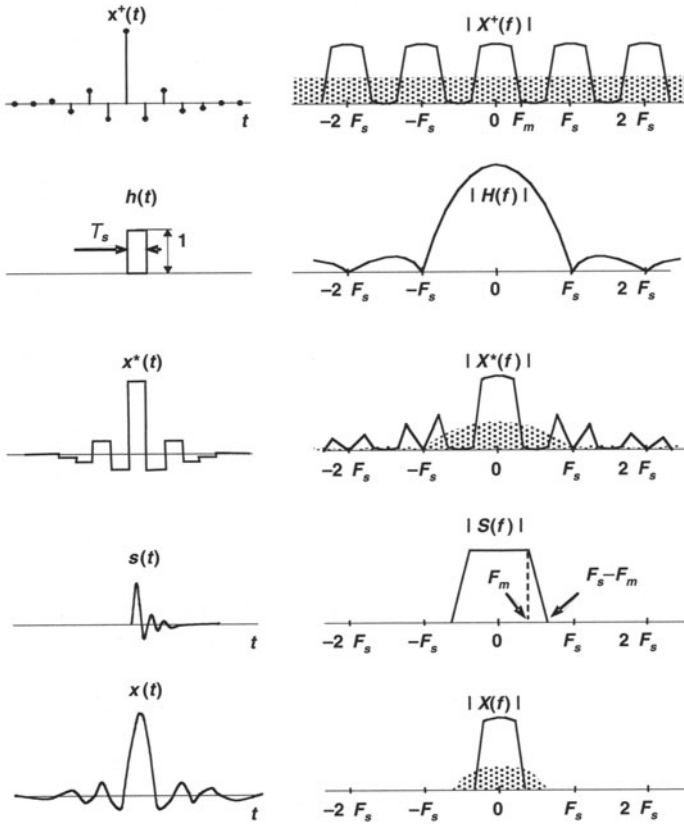 x⁺(t)
t
| X⁺(f) |
−2 Fₛ −Fₛ 0 Fₘ Fₛ 2 Fₛ
h(t)
Tₛ
1
| H(f) |
−2 Fₛ −Fₛ 0 Fₛ 2 Fₛ
x*(t)
| X*(f) |
−2 Fₛ −Fₛ 0 Fₛ 2 Fₛ
s(t)
t
| S(f) |
Fₘ
Fₛ−Fₘ
−2 Fₛ −Fₛ 0 Fₛ 2 Fₛ
x(t)
t
| X(f) |
−2 Fₛ −Fₛ 0 Fₛ 2 Fₛ